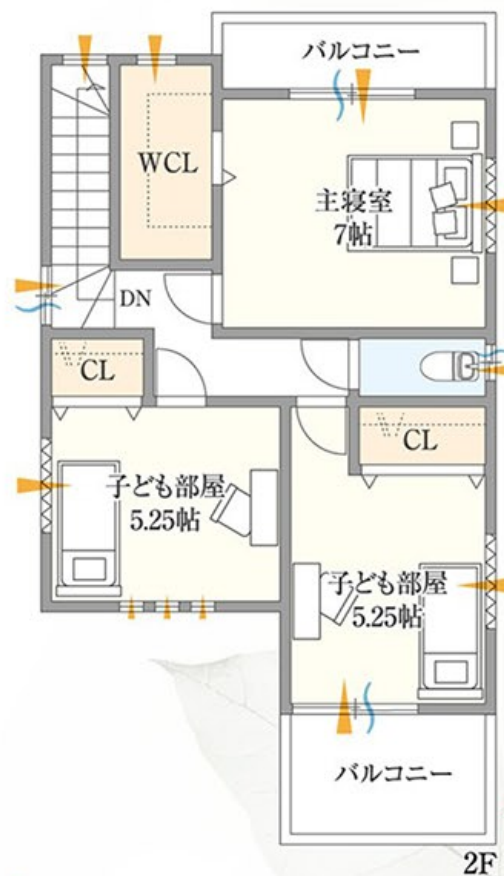 バルコニー
WCL
主寝室
7帖
DN
CL
CL
子ども部屋
5.25帖
子ども部屋
5.25帖
バルコニー
2F